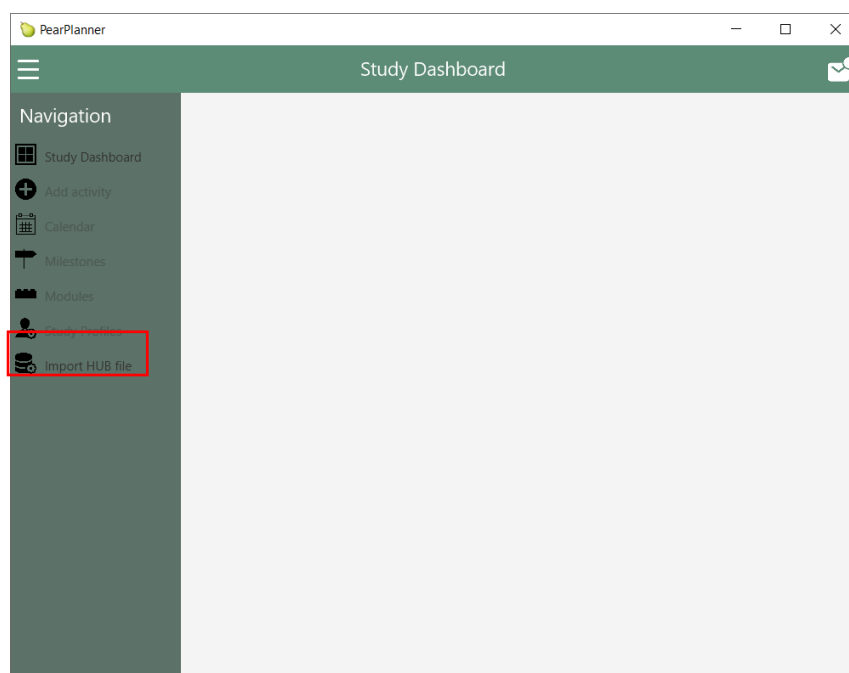 PearPlanner
Study Dashboard
Navigation
Study Dashboard
Add activity
Calendar
Milestones
Modules
Study Profiles
Import HUB file